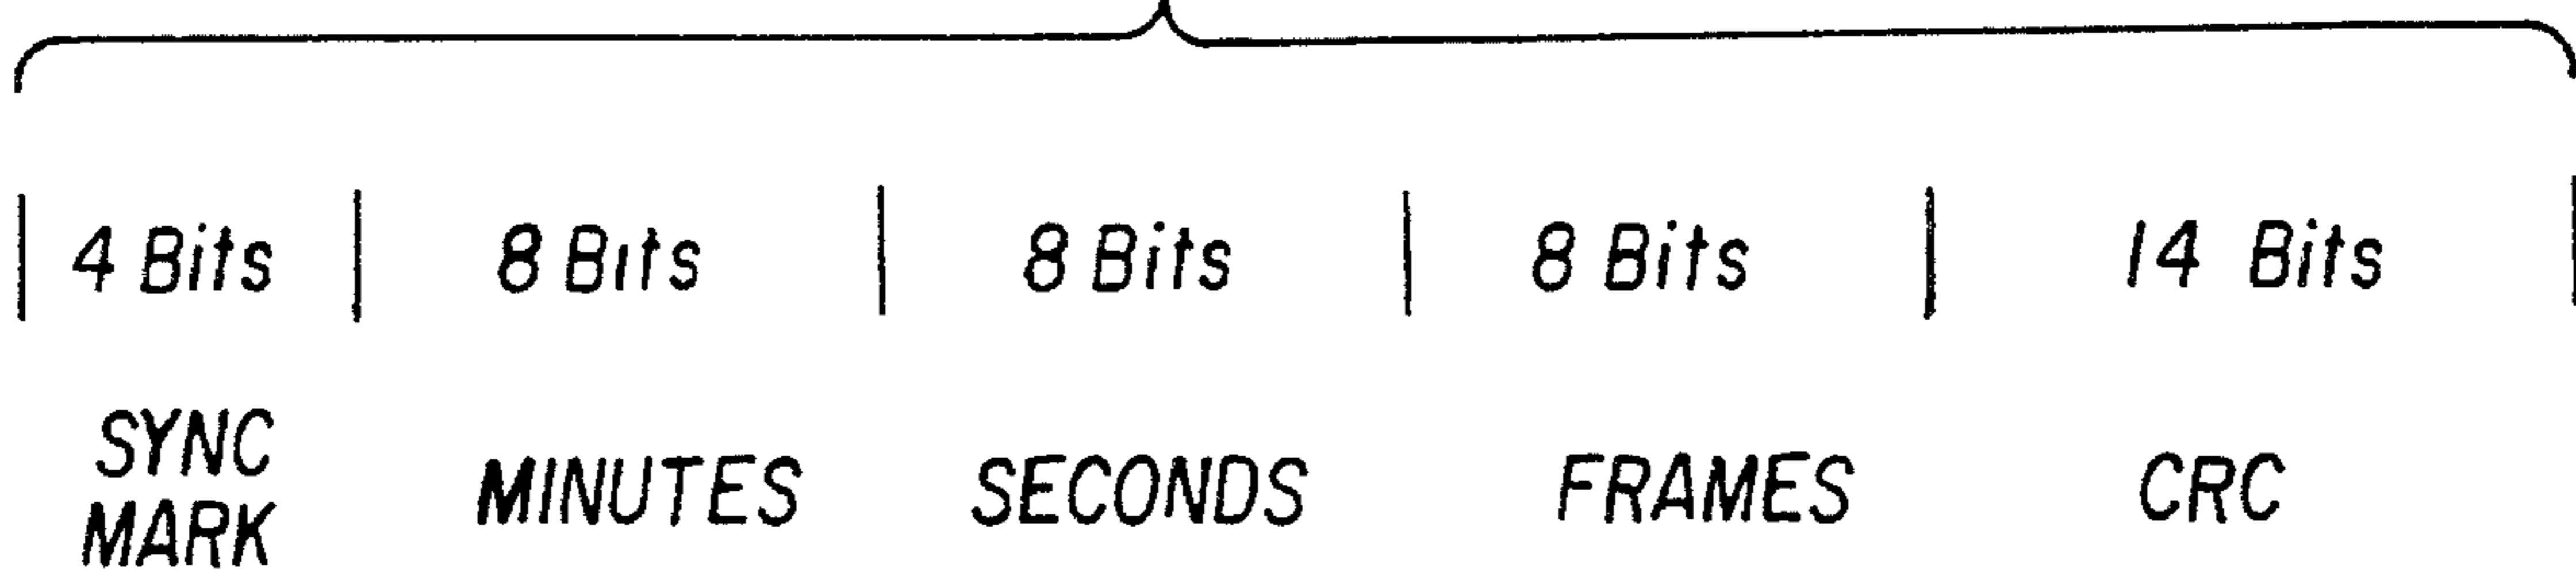 4 Bits 8 Bits 8 Bits 8 Bits 14 Bits
SYNC
MARK MINUTES SECONDS FRAMES CRC